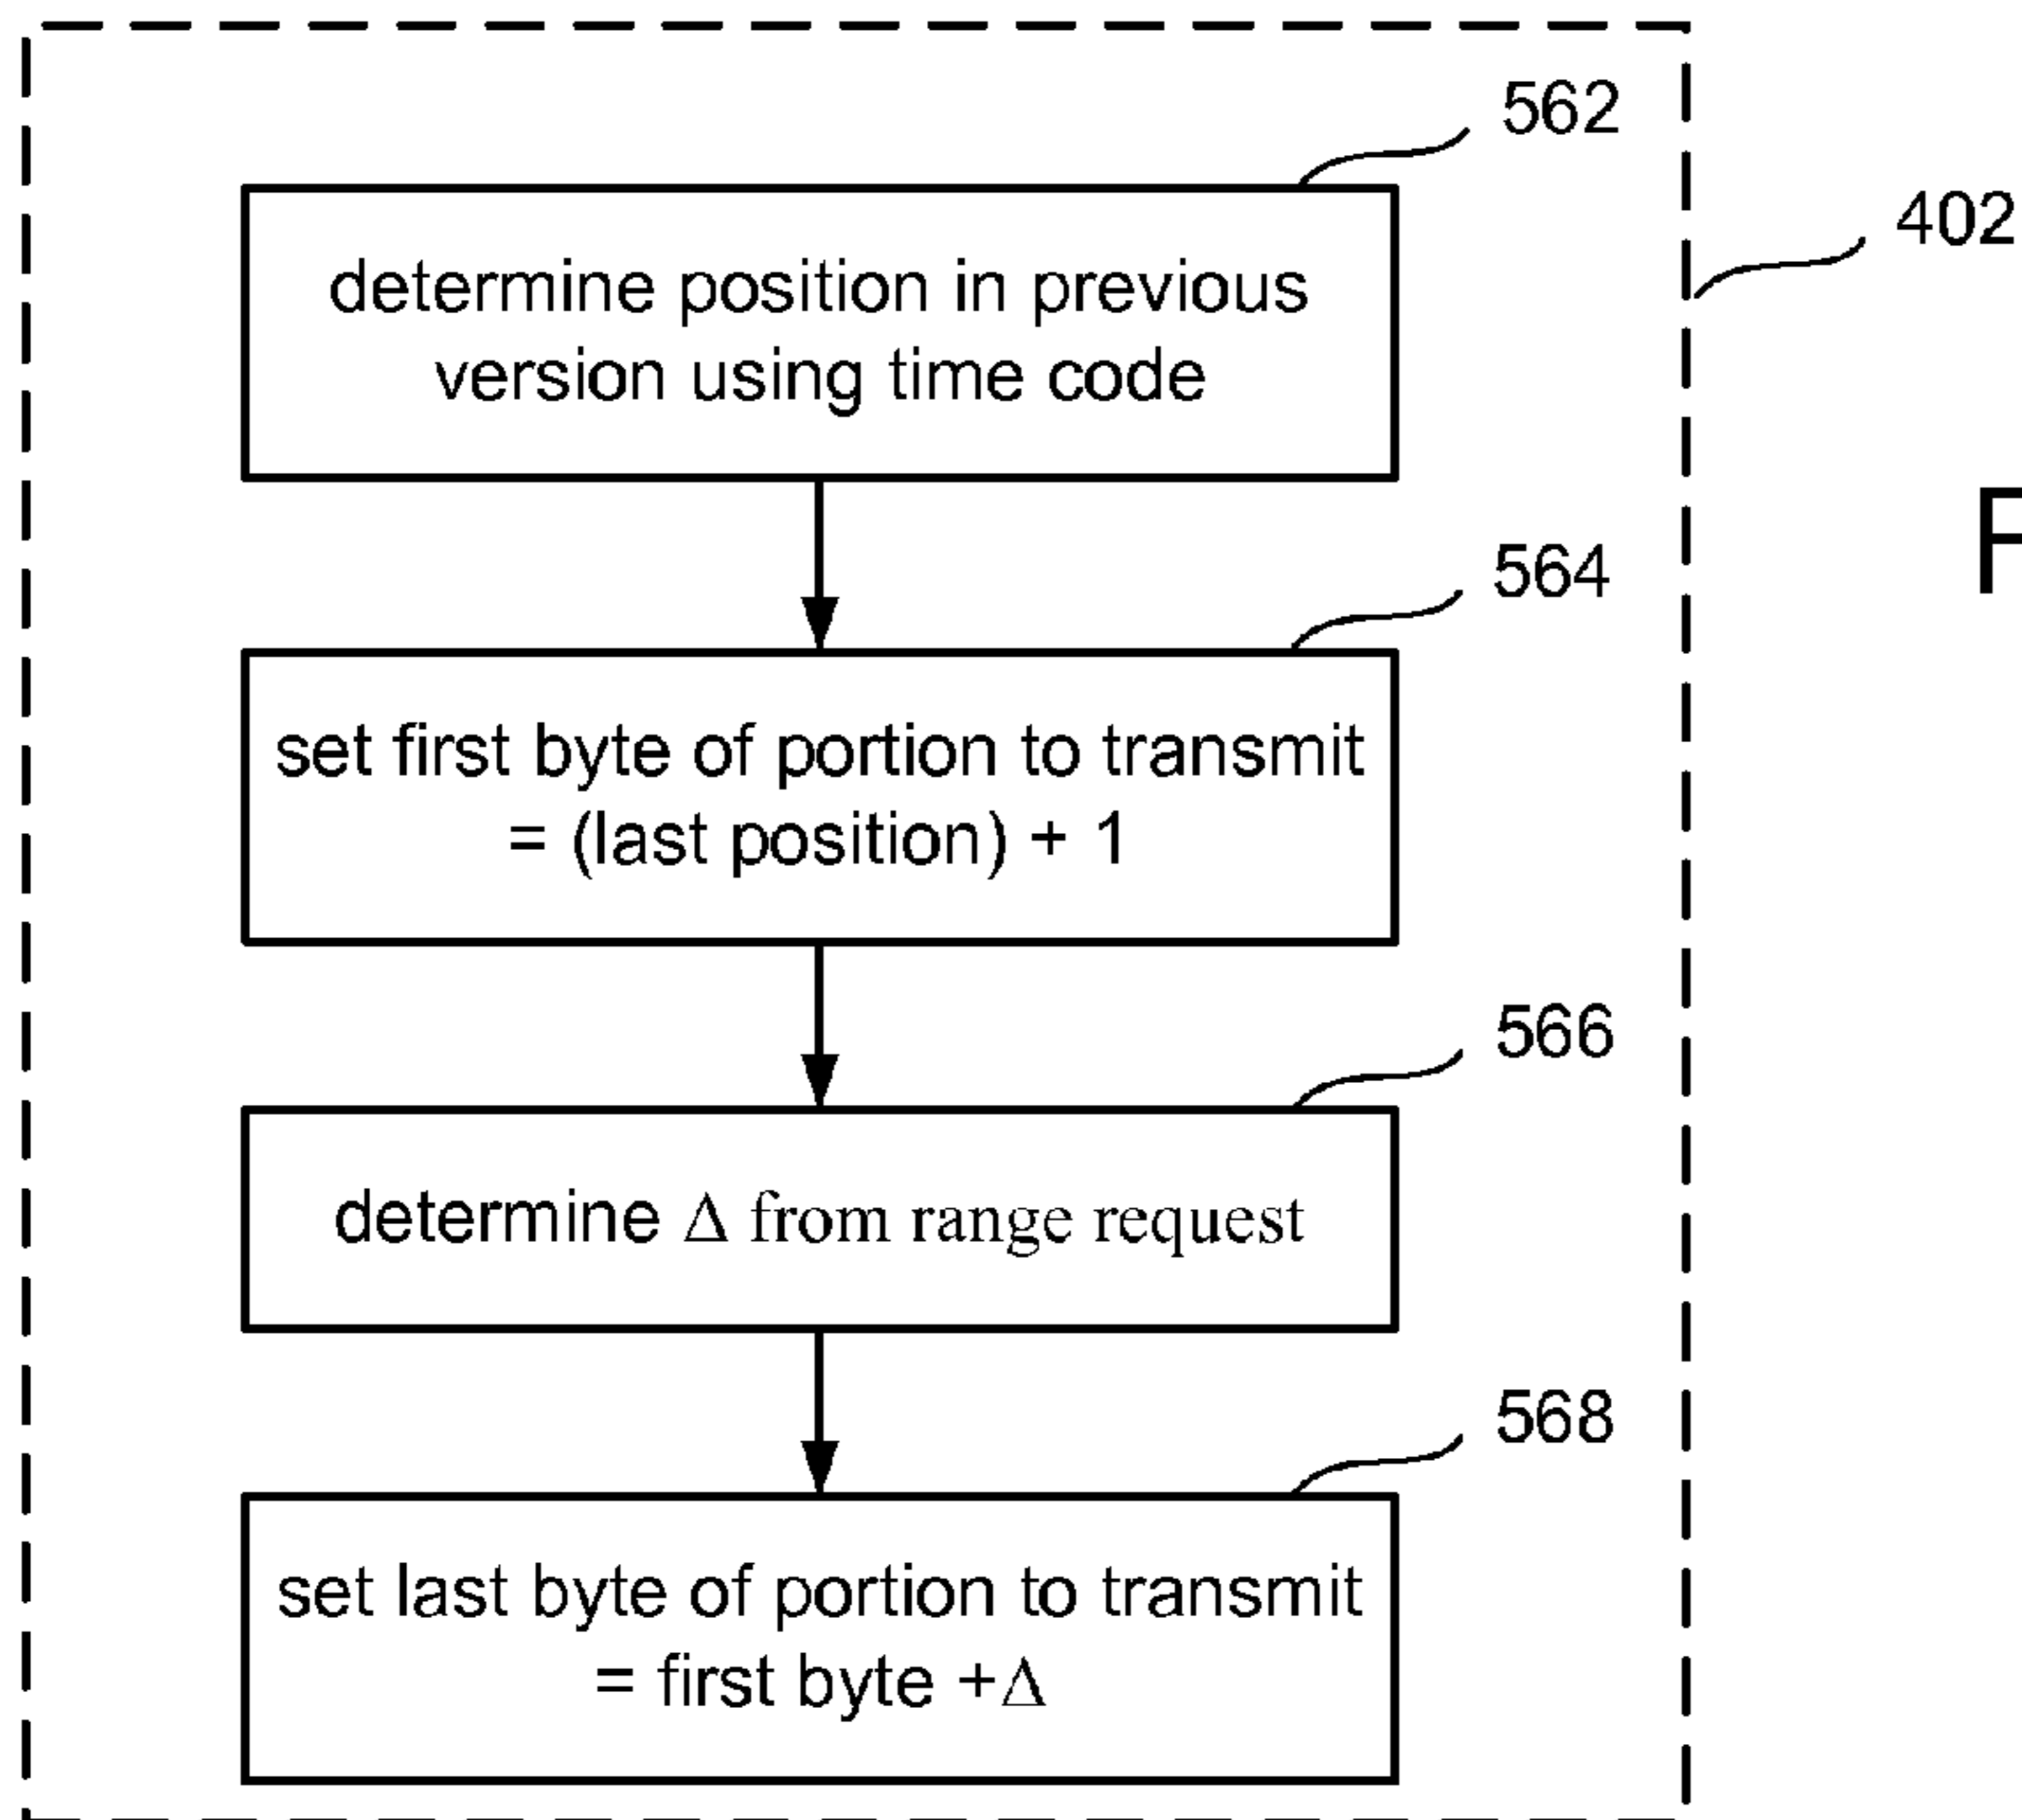 562
402
determine position in previous
version using time code
F
564
set first byte of portion to transmit
= (last position) + 1
566
determine Δ from range request
568
set last byte of portion to transmit
= first byte +Δ